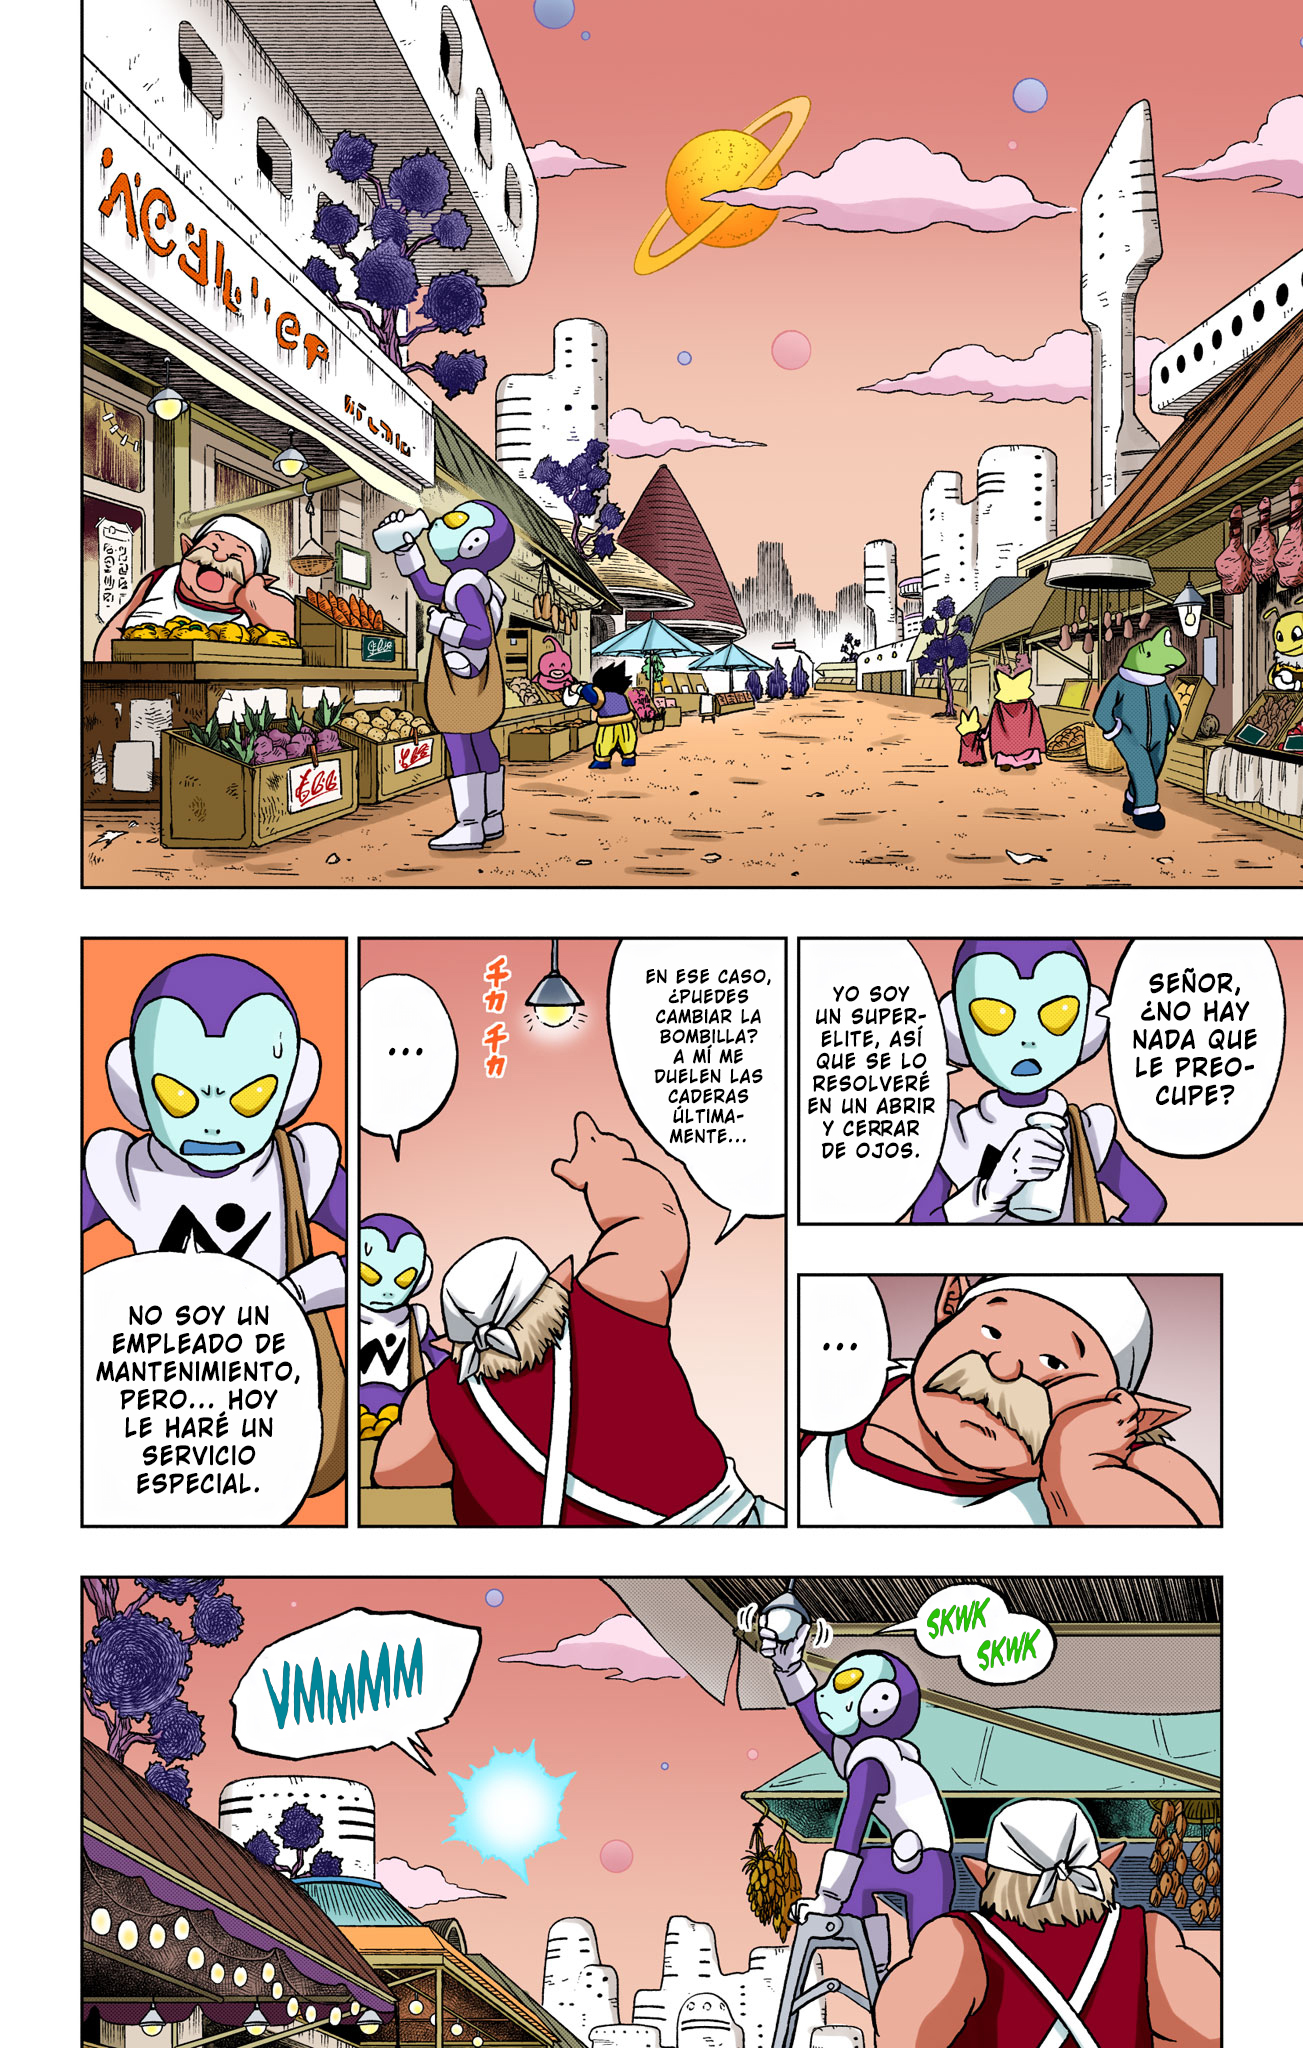 SEÑOR,
¿NO HAY
NADA QUE
LE PREO-
CUPE?
YO SOY
UN SUPER-
ELITE, ASÍ
QUE SE LO
RESOLVERÉ
EN UN ABRIR
Y CERRAR
DE OJOS.
...
EN ESE CASO,
¿PUEDES
CAMBIAR LA
BOMBILLA?
A MÍ ME
DUELEN LAS
CADERAS
ÚLTIMA-
MENTE...
チカ
チカ
...
NO SOY UN
EMPLEADO DE
MANTENIMIENTO,
PERO... HOY
LE HARÉ UN
SERVICIO
ESPECIAL.
SKWK
SKWK
VMMMMM